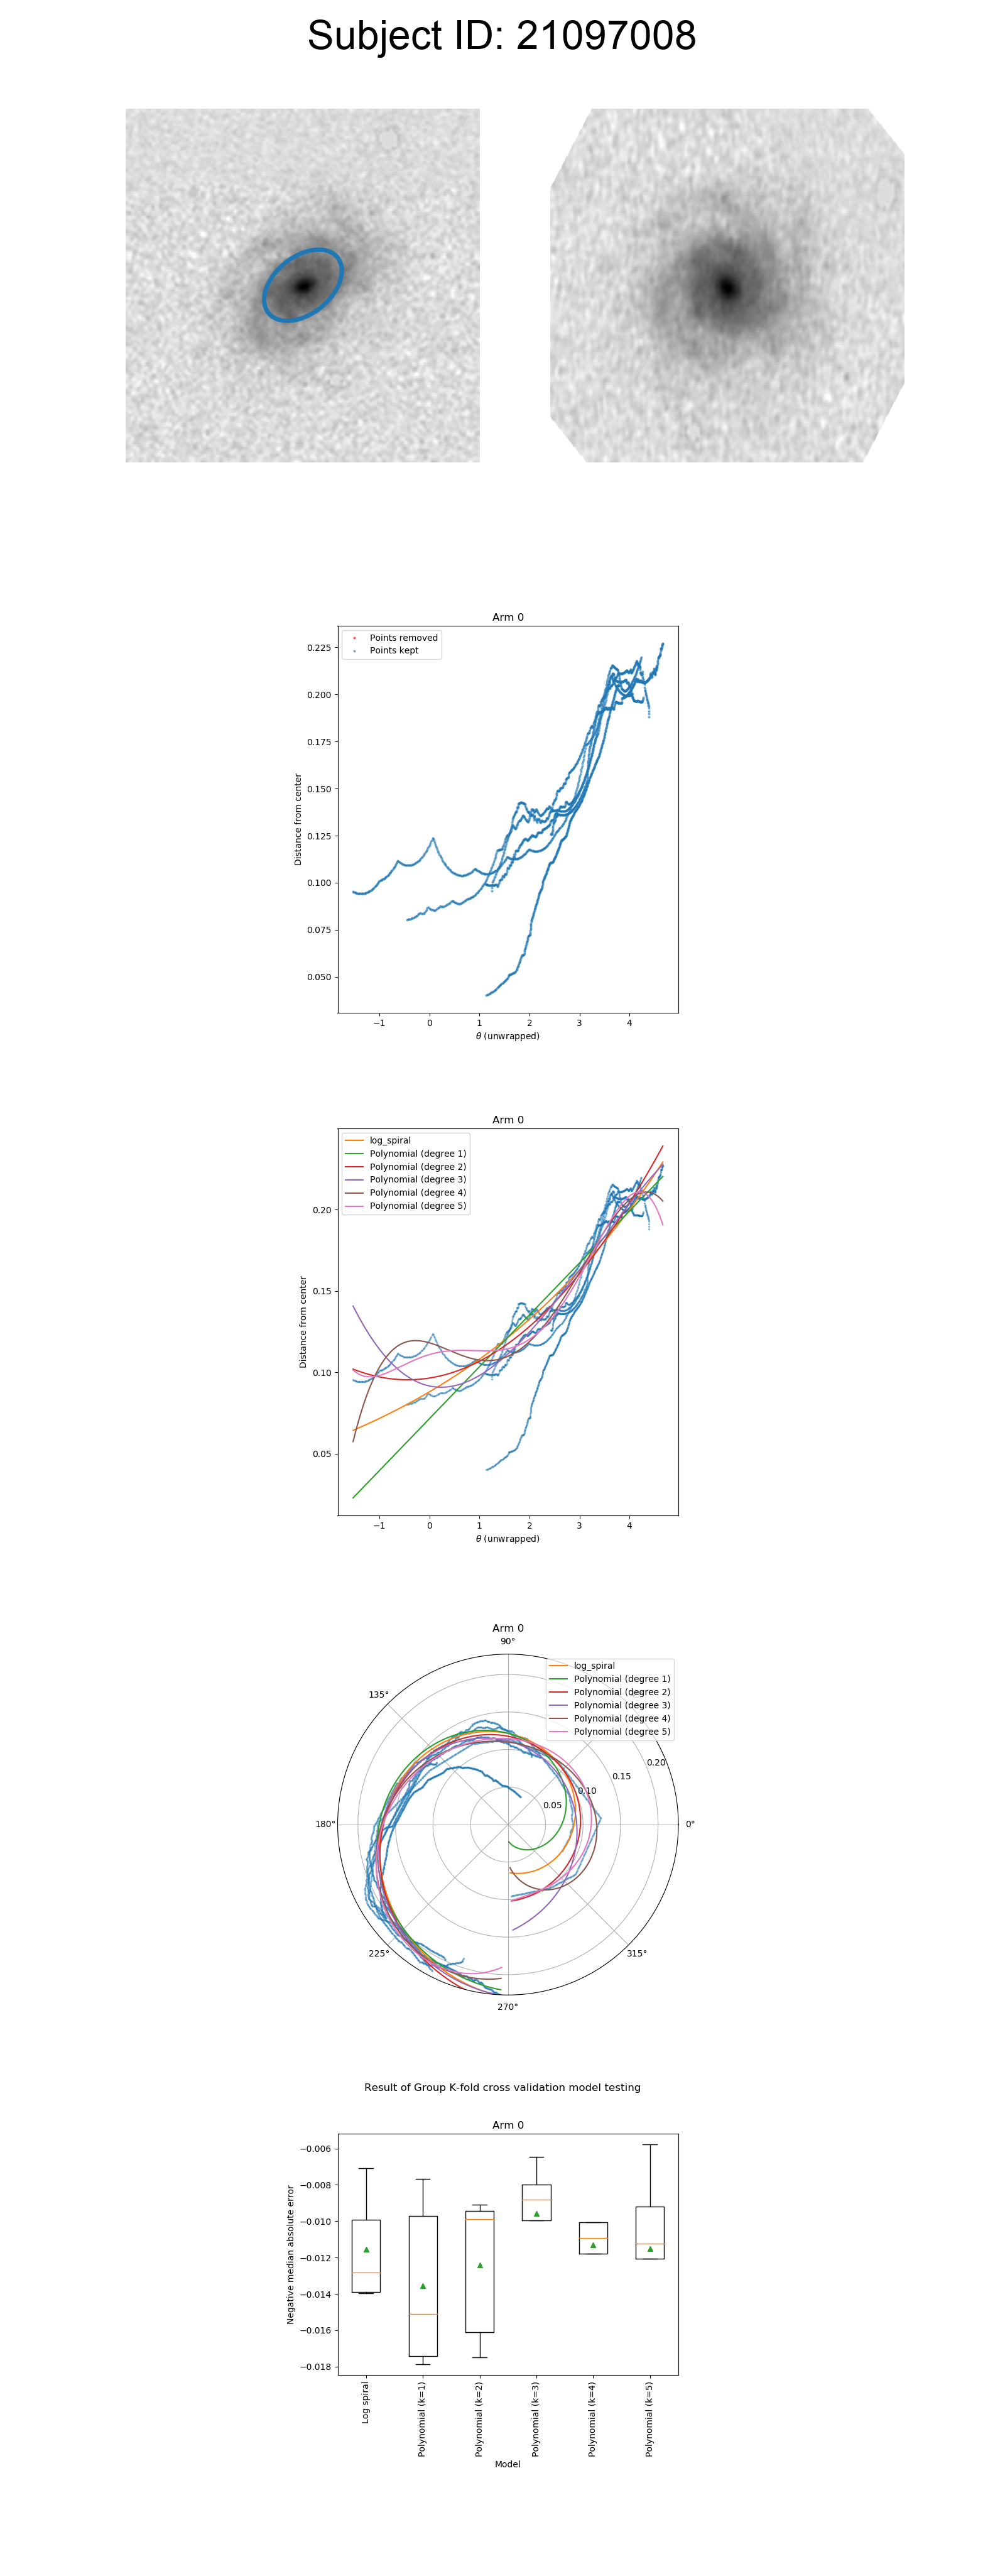 Subject ID: 21097008
Arm 0
Points removed
Points kept
0.225
0.200
0.175
0.150
0.125
0.100
0.075
0.050
Distance from center
−1 0 1 2 3 4
θ (unwrapped)
Arm 0
log_spiral
Polynomial (degree 1)
Polynomial (degree 2)
Polynomial (degree 3)
Polynomial (degree 4)
Polynomial (degree 5)
0.20
0.15
0.10
0.05
Distance from center
−1 0 1 2 3 4
θ (unwrapped)
Arm 0
90°
135°
log_spiral
Polynomial (degree 1)
Polynomial (degree 2)
Polynomial (degree 3)
Polynomial (degree 4)
Polynomial (degree 5)
0.20
0.15
0.10
0.05
180°
0°
225°
315°
270°
Result of Group K-fold cross validation model testing
Arm 0
−0.006
−0.008
−0.010
−0.012
−0.014
−0.016
−0.018
Negative median absolute error
Log spiral
Polynomial (k=1)
Polynomial (k=2)
Polynomial (k=3)
Polynomial (k=4)
Polynomial (k=5)
Model